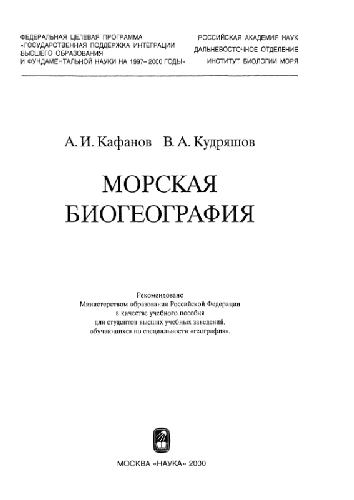 ФЕДЕРАЛЬНАЯ ЦЕЛЕВАЯ ПРОГРАММА
«ГОСУДАРСТВЕННАЯ ПОДДЕРЖКА ИНТЕГРАЦИИ
ВЫСШЕГО ОБРАЗОВАНИЯ
И ФУНДАМЕНТАЛЬНОЙ НАУКИ НА 1997–2000 ГОДЫ»
РОССИЙСКАЯ АКАДЕМИЯ НАУК
ДАЛЬНЕВОСТОЧНОЕ ОТДЕЛЕНИЕ
ИНСТИТУТ БИОЛОГИИ МОРЯ
А. И. Кафанов В. А. Кудряшов
МОРСКАЯ
БИОГЕОГРАФИЯ
Рекомендовано
Министерством образования Российской Федерации
в качестве учебного пособия
для студентов высших учебных заведений,
обучающихся по специальности «география».
МОСКВА «НАУКА» 2000